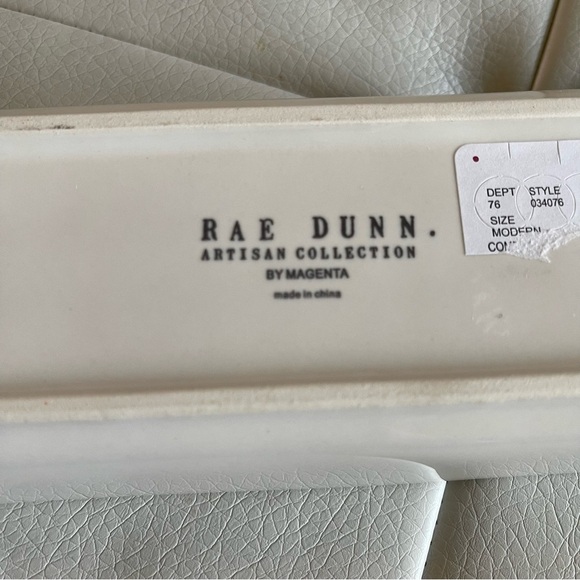 RAE DUNN.
ARTISAN COLLECTION
BY MAGENTA
made in china
DEPT STYLE
76 034076
SIZE
MODERN